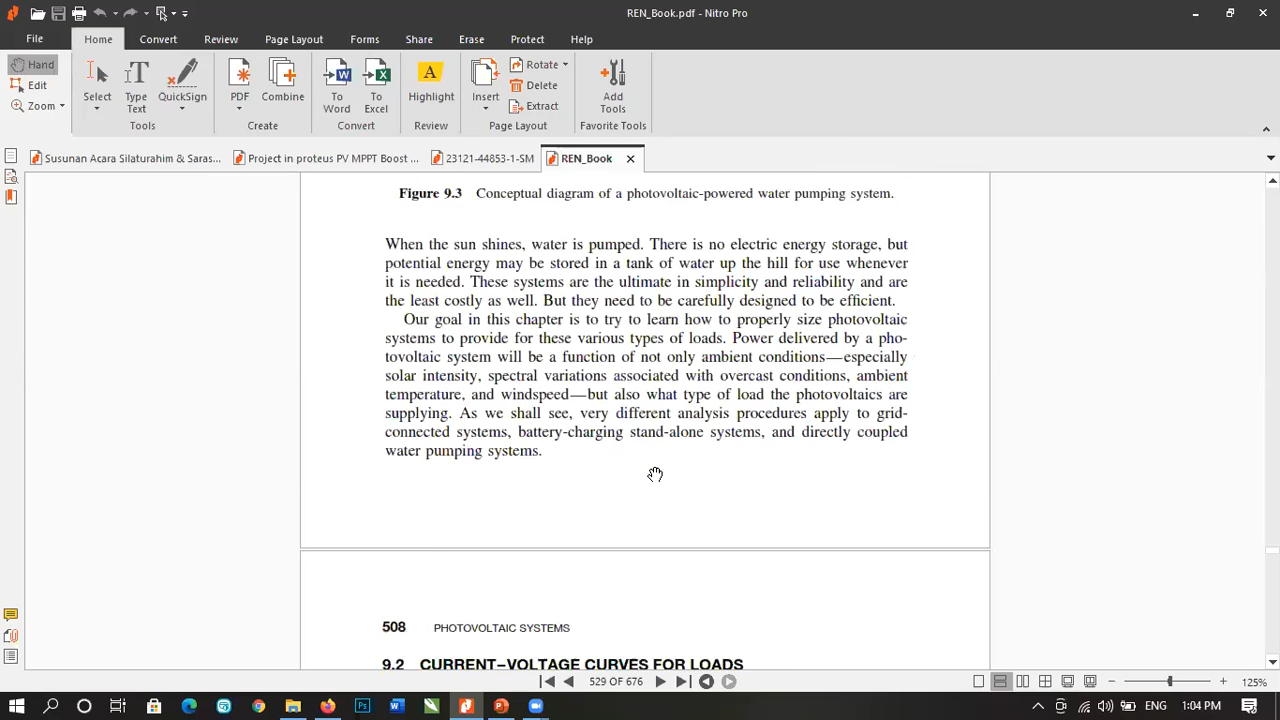 REN_Book.pdf - Nitro Pro
File Home Convert Review Page Layout Forms Share Erase Protect Help
Hand
Edit
Zoom
Select
Type Text
QuickSign
Tools
PDF
Combine
Create
To Word
To Excel
Convert
Highlight
Review
Insert
Rotate
Delete
Extract
Page Layout
Add Tools
Favorite Tools
Susunan Acara Silaturahim & Saras... Project in proteus PV MPPT Boost ... 23121-44853-1-SM REN_Book
Figure 9.3 Conceptual diagram of a photovoltaic-powered water pumping system.
When the sun shines, water is pumped. There is no electric energy storage, but
potential energy may be stored in a tank of water up the hill for use whenever
it is needed. These systems are the ultimate in simplicity and reliability and are
the least costly as well. But they need to be carefully designed to be efficient.
Our goal in this chapter is to try to learn how to properly size photovoltaic
systems to provide for these various types of loads. Power delivered by a pho-
tovoltaic system will be a function of not only ambient conditions—especially
solar intensity, spectral variations associated with overcast conditions, ambient
temperature, and windspeed—but also what type of load the photovoltaics are
supplying. As we shall see, very different analysis procedures apply to grid-
connected systems, battery-charging stand-alone systems, and directly coupled
water pumping systems.
508 PHOTOVOLTAIC SYSTEMS
9.2 CURRENT–VOLTAGE CURVES FOR LOADS
529 OF 676
125%
ENG 1:04 PM